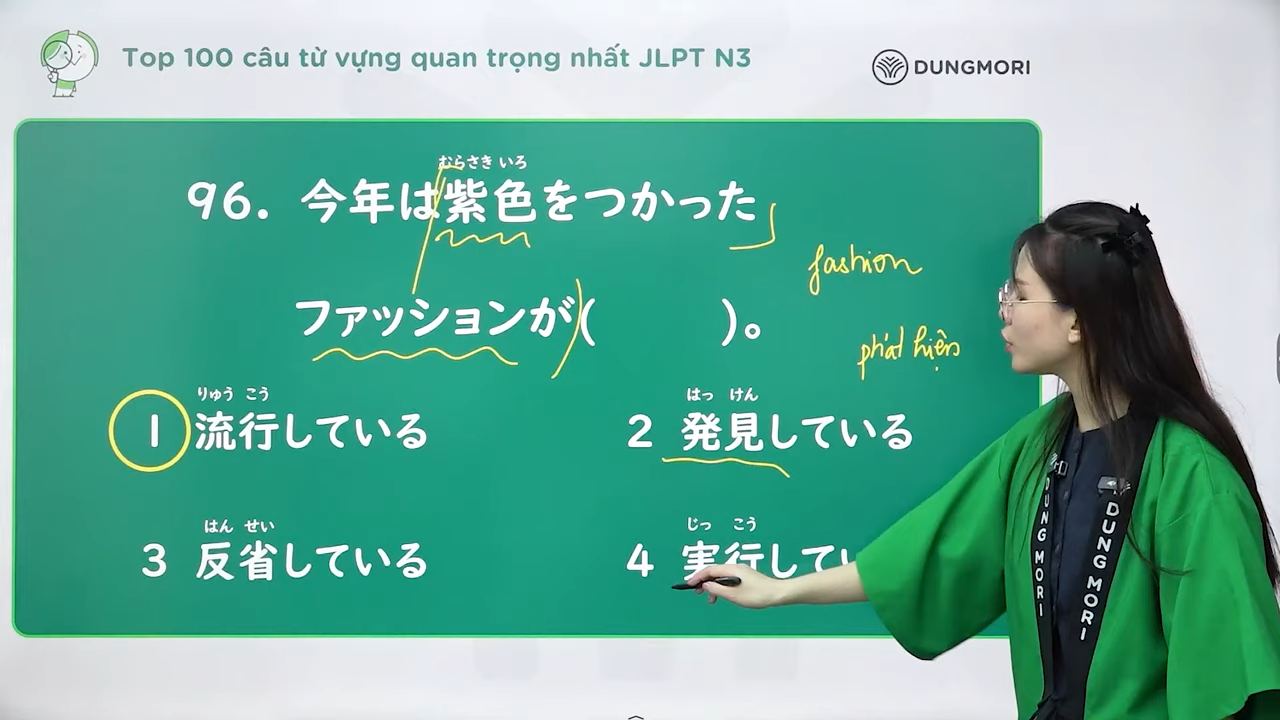 Top 100 câu từ vựng quan trọng nhất JLPT N3
DUNGMORI
むらさき いろ
96. 今年は紫色をつかった
fashion
ファッションが( )。
phát hiện
りゅう こう
1 流行している
はっ けん
2 発見している
はん せい
3 反省している
じっ こう
4 実行してい
DUNG MORI
DUNG MORI